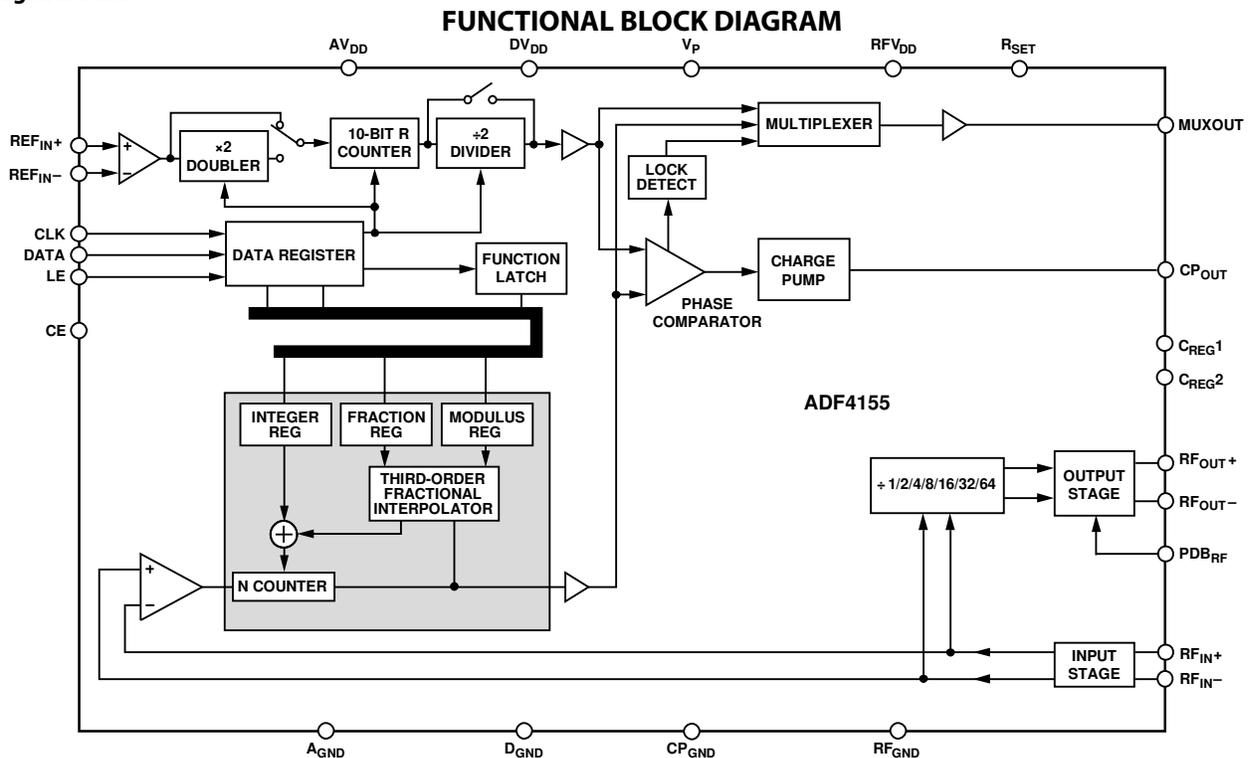 FUNCTIONAL BLOCK DIAGRAM
AVDD
DVDD
VP
RFVDD
RSET
REFIN+
REFIN–
+
–
×2
DOUBLER
10-BIT R
COUNTER
÷2
DIVIDER
MULTIPLEXER
MUXOUT
LOCK
DETECT
CLK
DATA
LE
DATA REGISTER
FUNCTION
LATCH
CHARGE
PUMP
CPOUT
PHASE
COMPARATOR
CE
CREG1
CREG2
ADF4155
INTEGER
REG
FRACTION
REG
MODULUS
REG
THIRD-ORDER
FRACTIONAL
INTERPOLATOR
+
N COUNTER
+
–
÷ 1/2/4/8/16/32/64
OUTPUT
STAGE
RFOUT+
RFOUT–
PDBRF
INPUT
STAGE
RFIN+
RFIN–
AGND
DGND
CPGND
RFGND